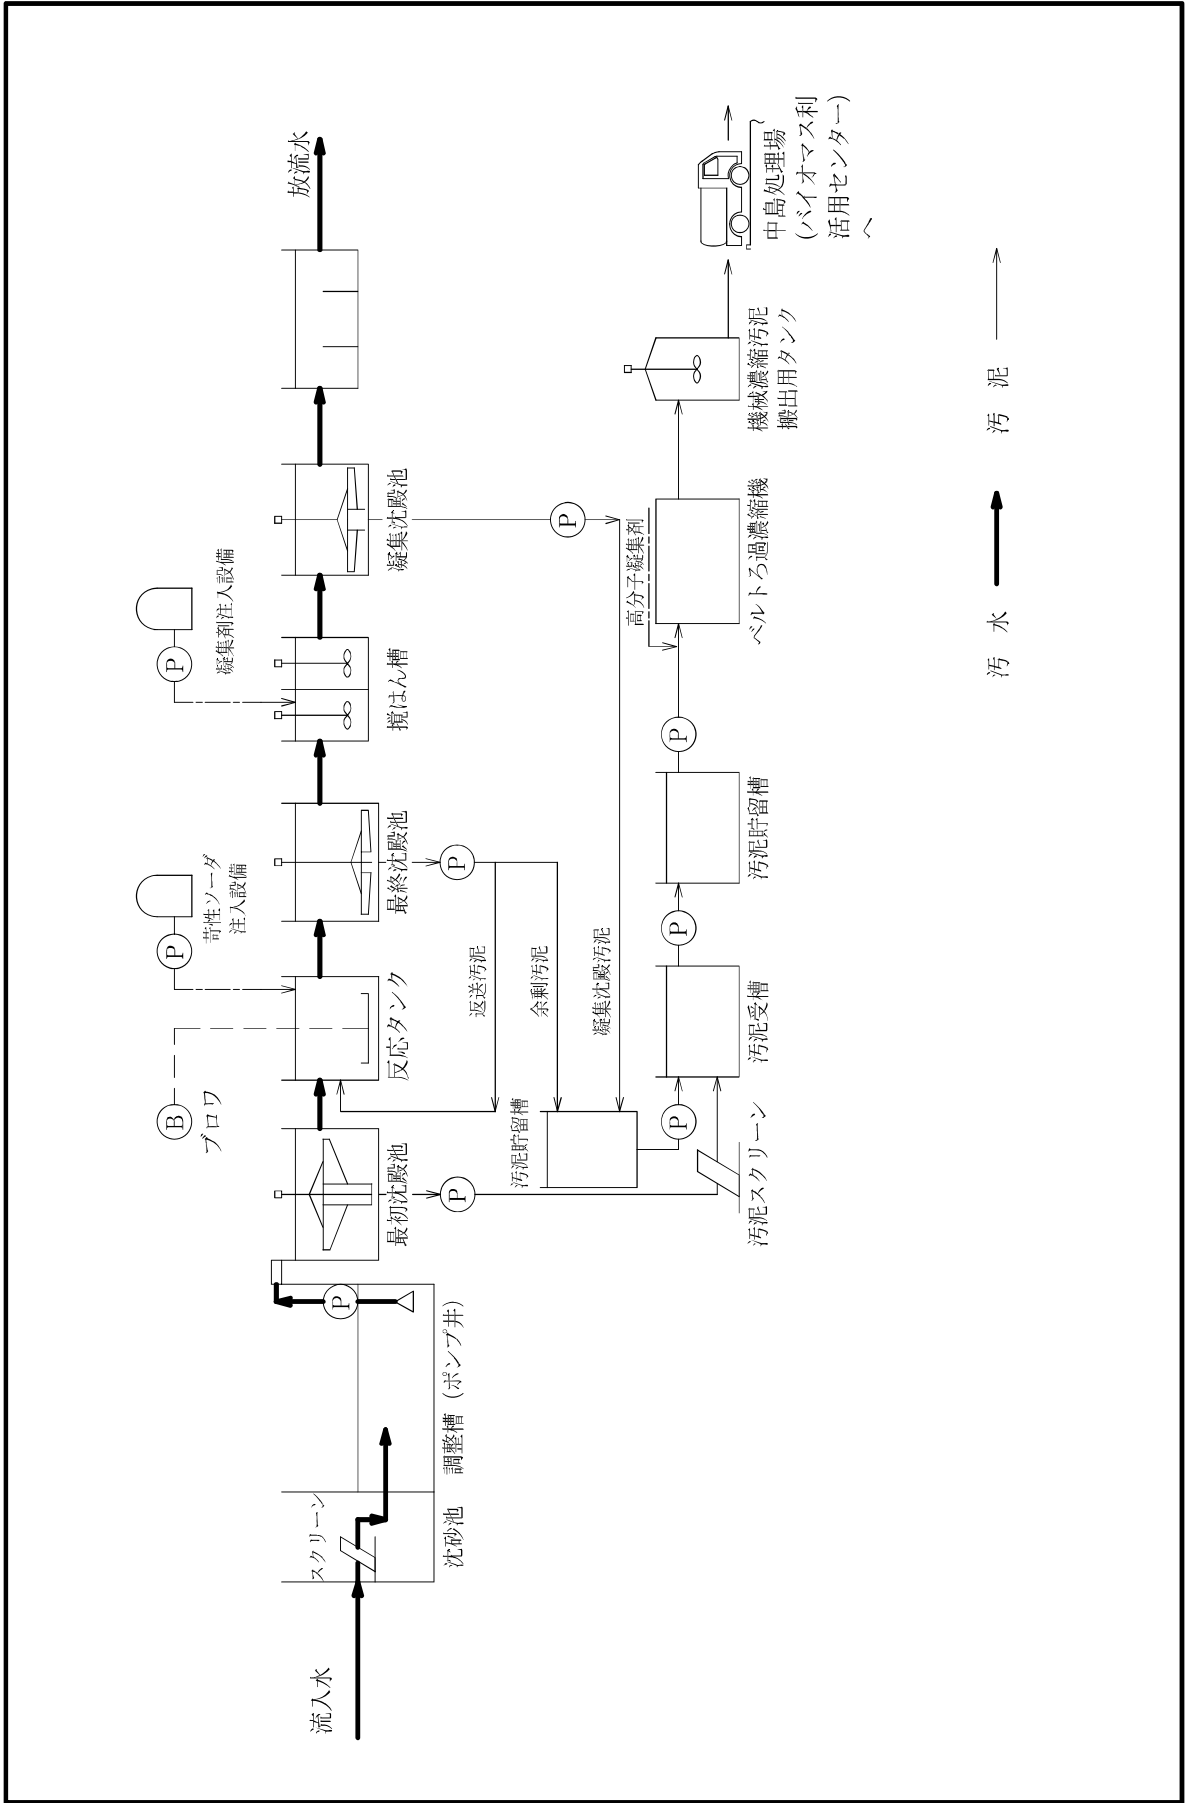 流入水
スクリーン
沈砂池
調整槽（ポンプ井）
P
最初沈殿池
P
B
ブロワ
反応タンク
P
苛性ソーダ
注入設備
最終沈殿池
P
撹はん槽
P
凝集剤注入設備
凝集沈殿池
P
放流水
返送汚泥
余剰汚泥
凝集沈殿汚泥
汚泥貯留槽
P
汚泥スクリーン
汚泥受槽
P
汚泥貯留槽
P
高分子凝集剤
ベルトろ過濃縮機
機械濃縮汚泥
搬出用タンク
中島処理場
(バイオマス利
活用センター)
へ
汚 水
汚 泥